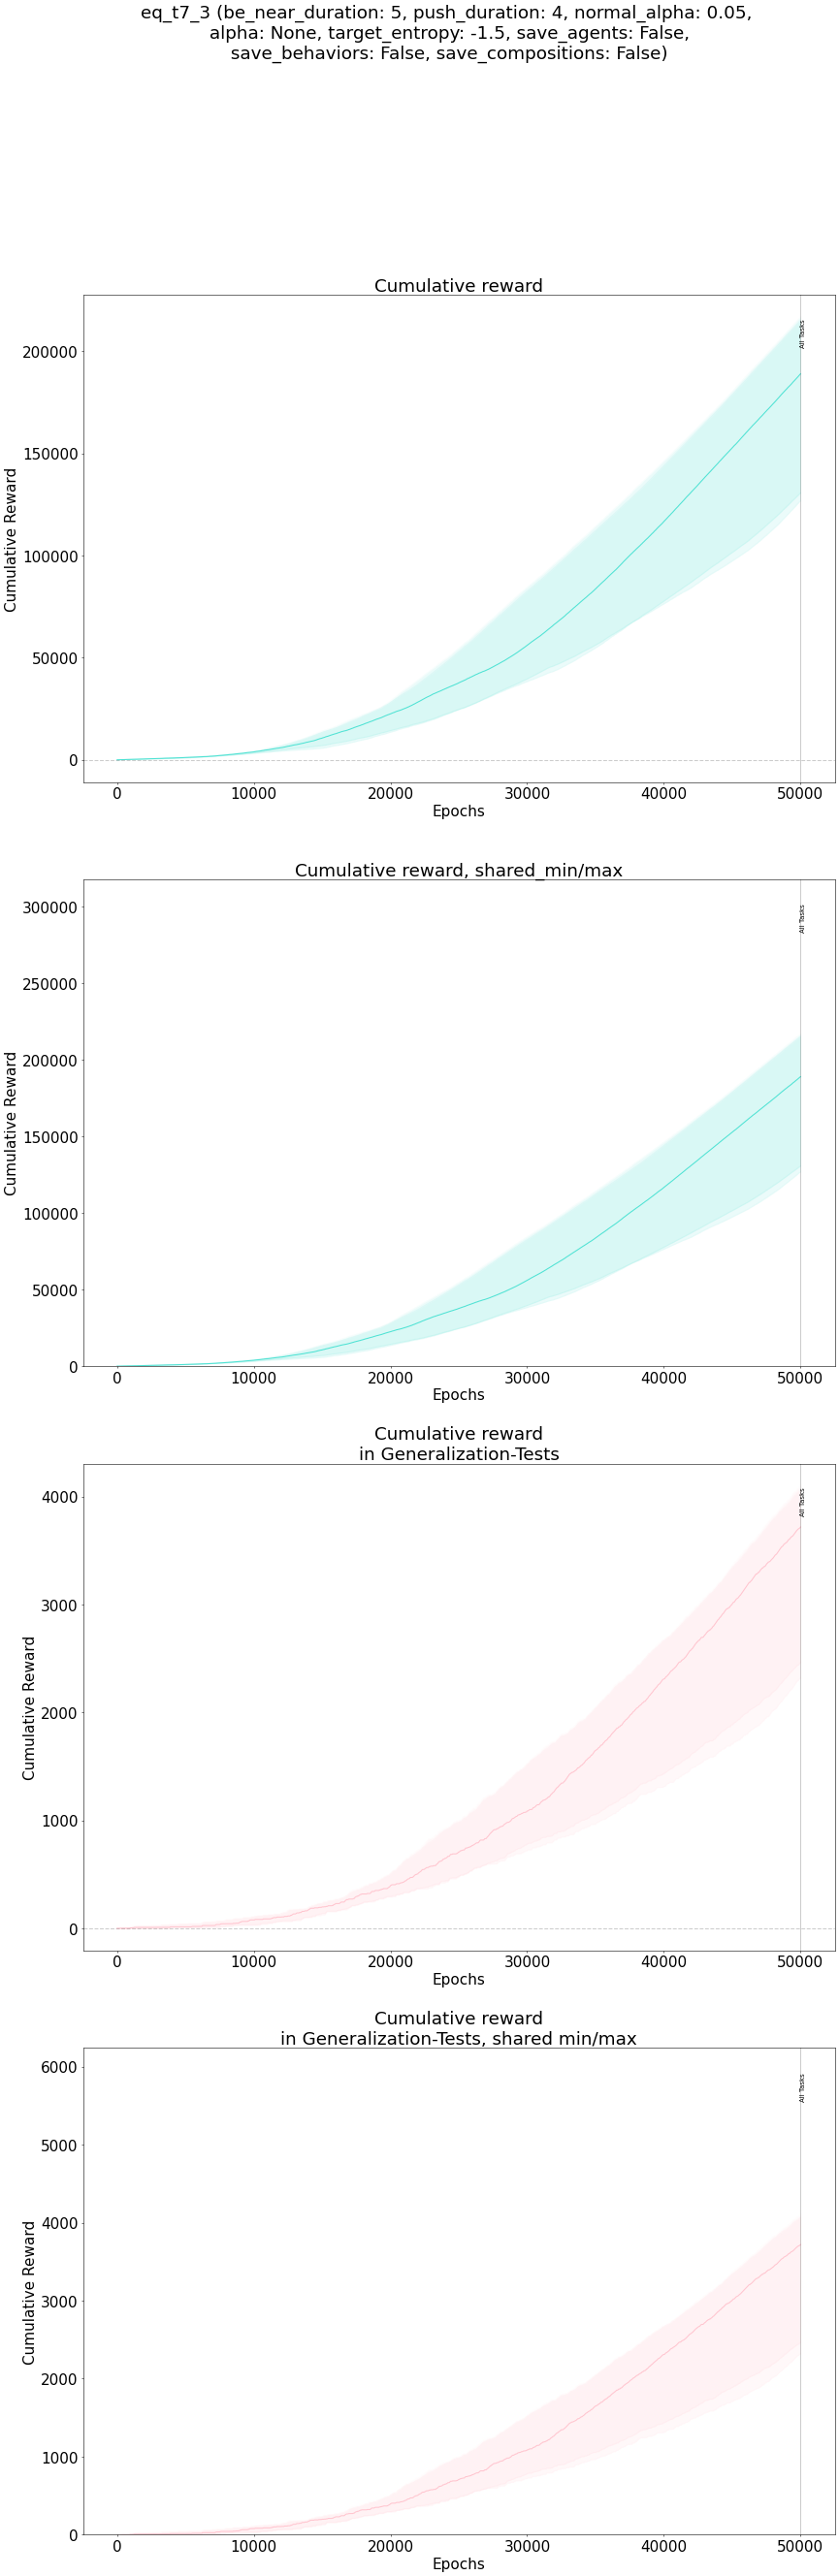 eq_t7_3 (be_near_duration: 5, push_duration: 4, normal_alpha: 0.05,
alpha: None, target_entropy: -1.5, save_agents: False,
save_behaviors: False, save_compositions: False)
Cumulative reward
All Tasks
200000
150000
100000
50000
0
Cumulative Reward
0 10000 20000 30000 40000 50000
Epochs
Cumulative reward, shared_min/max
All Tasks
300000
250000
200000
150000
100000
50000
0
Cumulative Reward
0 10000 20000 30000 40000 50000
Epochs
Cumulative reward
in Generalization-Tests
All Tasks
4000
3000
2000
1000
0
Cumulative Reward
0 10000 20000 30000 40000 50000
Epochs
Cumulative reward
in Generalization-Tests, shared min/max
All Tasks
6000
5000
4000
3000
2000
1000
0
Cumulative Reward
0 10000 20000 30000 40000 50000
Epochs